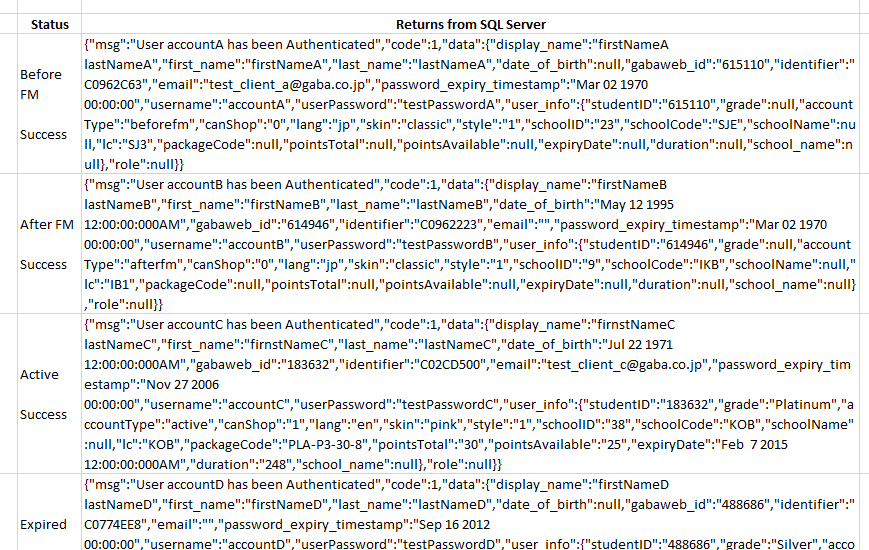 Status Returns from SQL Server
Before
FM
Success
{"msg":"User accountA has been Authenticated","code":1,"data":{"display_name":"firstNameA
lastNameA","first_name":"firstNameA","last_name":"lastNameA","date_of_birth":null,"gabaweb_id":"615110","identifier":"
C0962C63","email":"test_client_a@gaba.co.jp","password_expiry_timestamp":"Mar 02 1970
00:00:00","username":"accountA","userPassword":"testPasswordA","user_info":{"studentID":"615110","grade":null,"account
Type":"beforefm","canShop":"0","lang":"jp","skin":"classic","style":"1","schoolID":"23","schoolCode":"SJE","schoolName":nu
ll,"lc":"SJ3","packageCode":null,"pointsTotal":null,"pointsAvailable":null,"expiryDate":null,"duration":null,"school_name":n
ull},"role":null}}
After FM
Success
{"msg":"User accountB has been Authenticated","code":1,"data":{"display_name":"firstNameB
lastNameB","first_name":"firstNameB","last_name":"lastNameB","date_of_birth":"May 12 1995
12:00:00:000AM","gabaweb_id":"614946","identifier":"C0962223","email":"","password_expiry_timestamp":"Mar 02 1970
00:00:00","username":"accountB","userPassword":"testPasswordB","user_info":{"studentID":"614946","grade":null,"account
Type":"afterfm","canShop":"0","lang":"jp","skin":"classic","style":"1","schoolID":"9","schoolCode":"IKB","schoolName":null,"
lc":"IB1","packageCode":null,"pointsTotal":null,"pointsAvailable":null,"expiryDate":null,"duration":null,"school_name":null}
,"role":null}}
Active
Success
{"msg":"User accountC has been Authenticated","code":1,"data":{"display_name":"firnstNameC
lastNameC","first_name":"firnstNameC","last_name":"lastNameC","date_of_birth":"Jul 22 1971
12:00:00:000AM","gabaweb_id":"183632","identifier":"C02CD500","email":"test_client_c@gaba.co.jp","password_expiry_tim
estamp":"Nov 27 2006
00:00:00","username":"accountC","userPassword":"testPasswordC","user_info":{"studentID":"183632","grade":"Platinum","a
ccountType":"active","canShop":"1","lang":"en","skin":"pink","style":"1","schoolID":"38","schoolCode":"KOB","schoolName"
:null,"lc":"KOB","packageCode":"PLA-P3-30-8","pointsTotal":"30","pointsAvailable":"25","expiryDate":"Feb  7 2015
12:00:00:000AM","duration":"248","school_name":null},"role":null}}
Expired
{"msg":"User accountD has been Authenticated","code":1,"data":{"display_name":"firstNameD
lastNameD","first_name":"firstNameD","last_name":"lastNameD","date_of_birth":null,"gabaweb_id":"488686","identifier":"
C0774EE8","email":"","password_expiry_timestamp":"Sep 16 2012
00:00:00","username":"accountD","userPassword":"testPasswordD","user_info":{"studentID":"488686","grade":"Silver","acco